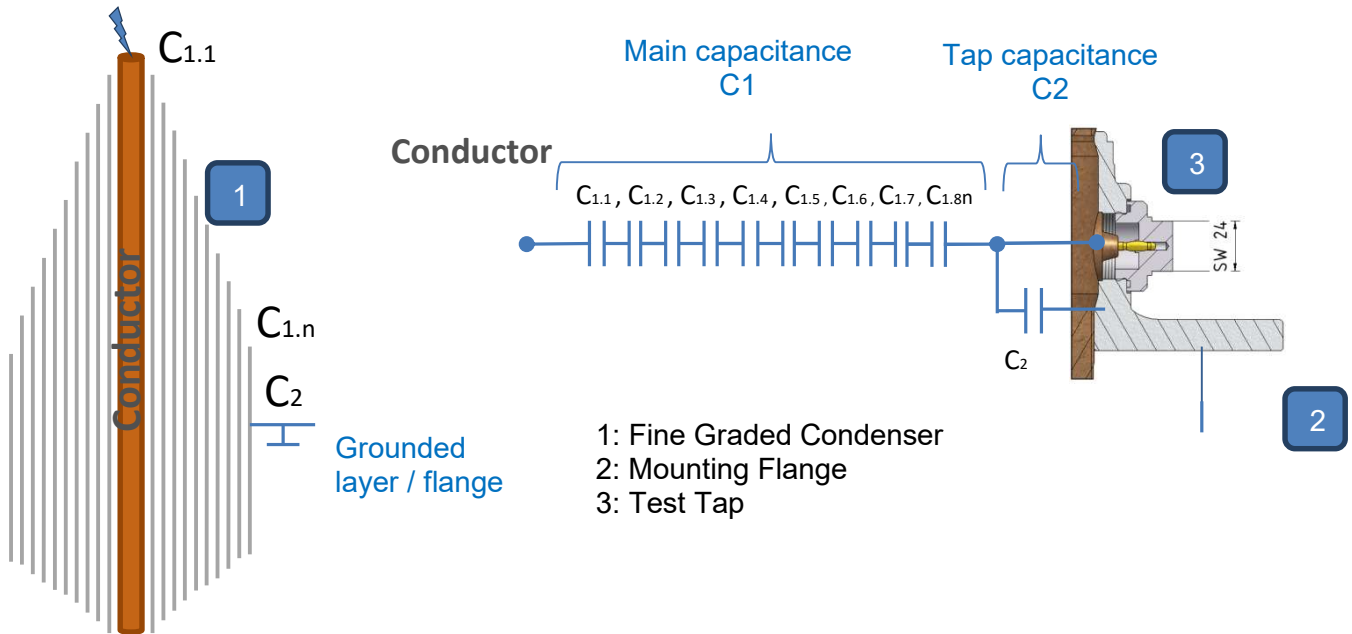 C1.1
1
Conductor
C1.n
C2
Grounded
layer / flange
Main capacitance
C1
Tap capacitance
C2
Conductor
C1.1 , C1.2 , C1.3 , C1.4 , C1.5 , C1.6 , C1.7 , C1.8n
3
SW 24
C2
2
1: Fine Graded Condenser
2: Mounting Flange
3: Test Tap